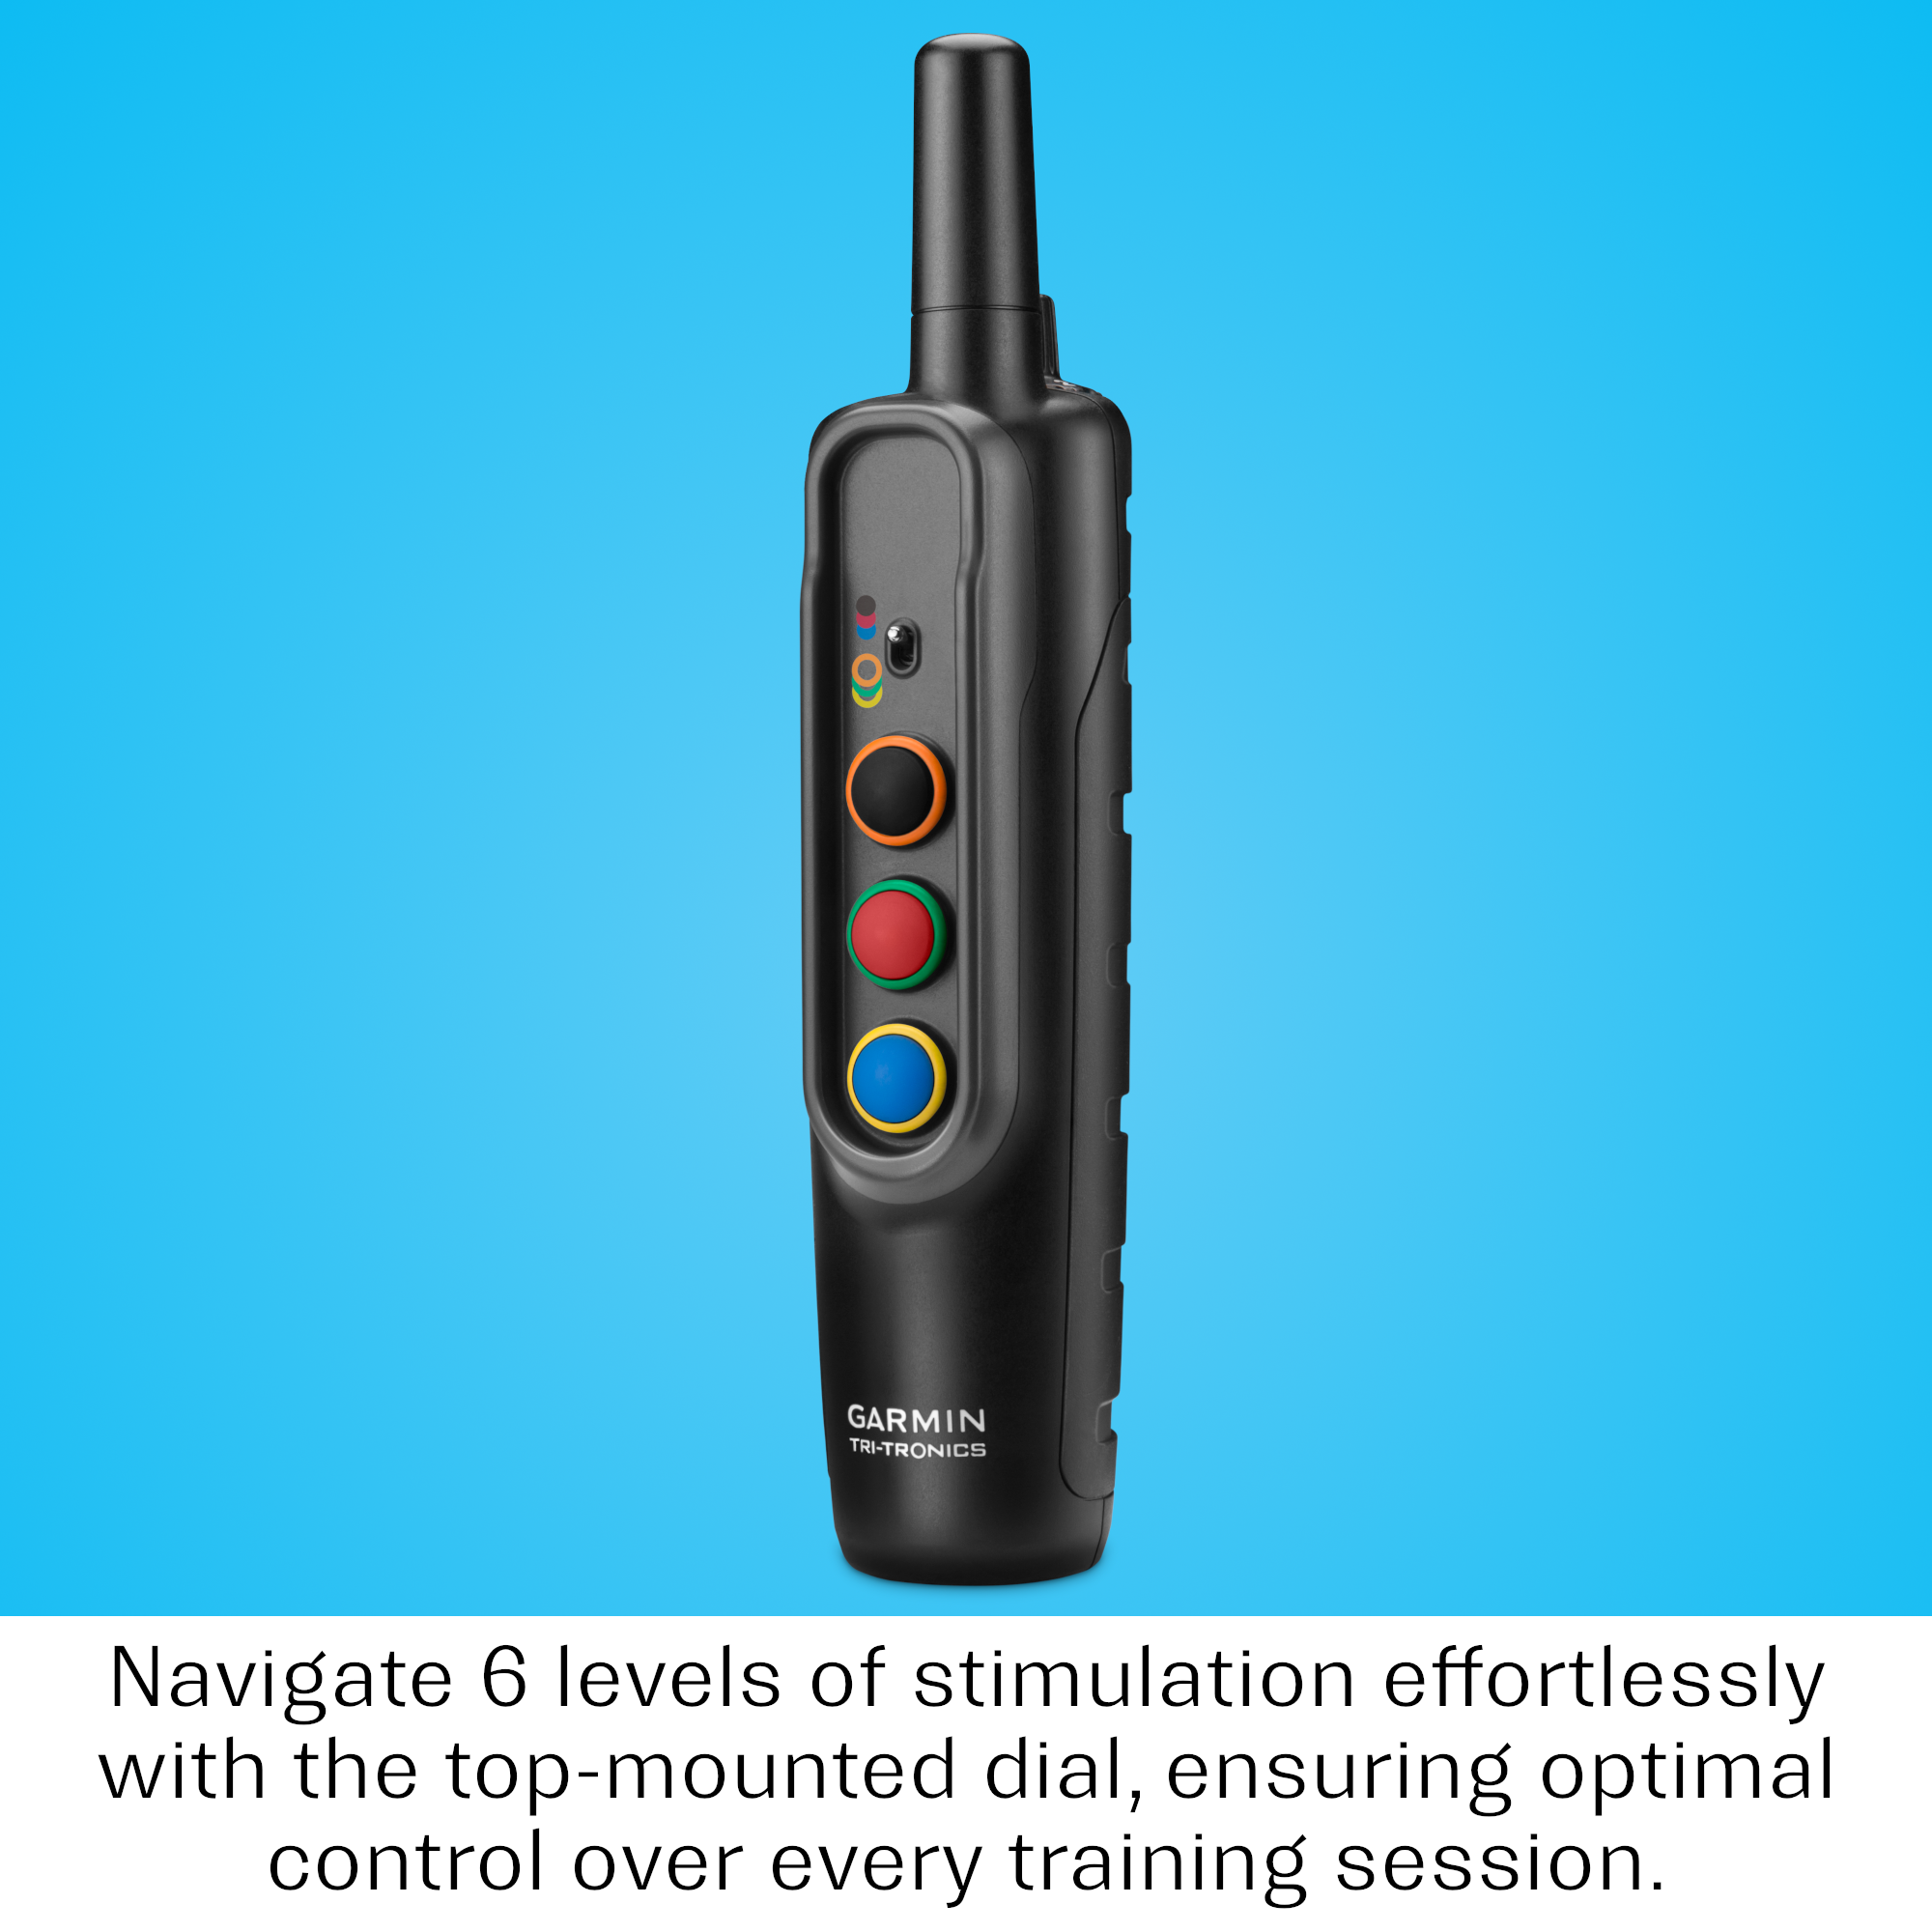 GARMIN
TRI-TRONICS
Navigate 6 levels of stimulation effortlessly
with the top-mounted dial, ensuring optimal
control over every training session.